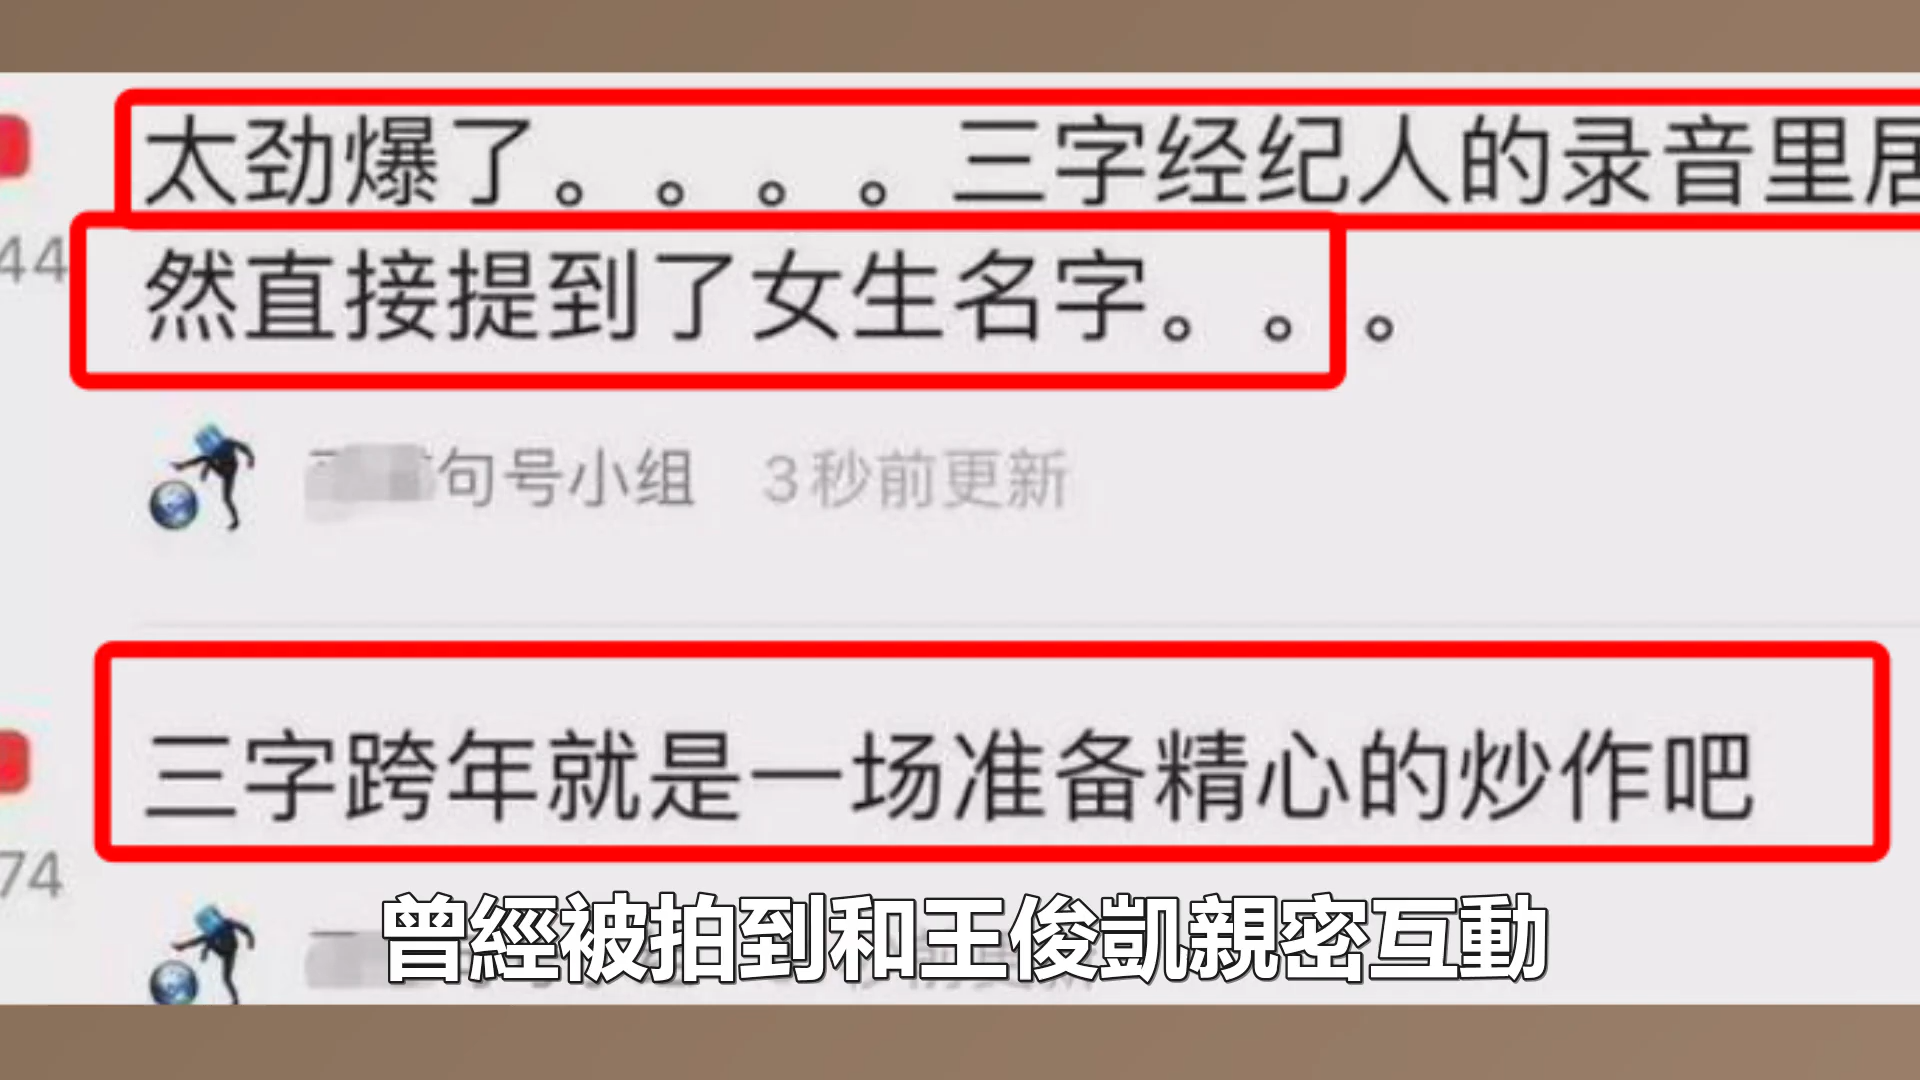 太劲爆了。。。。三字经纪人的录音里居
44
然直接提到了女生名字。。。
句号小组 3秒前更新
三字跨年就是一场准备精心的炒作吧
74
曾經被拍到和王俊凱親密互動